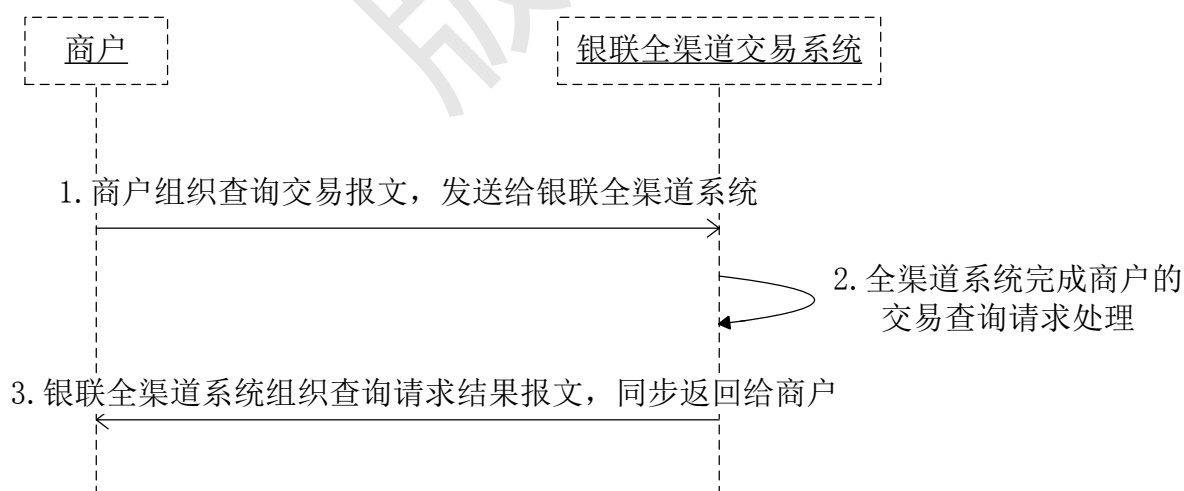 商户
银联全渠道交易系统
1.商户组织查询交易报文，发送给银联全渠道系统
2.全渠道系统完成商户的
交易查询请求处理
3.银联全渠道系统组织查询请求结果报文，同步返回给商户